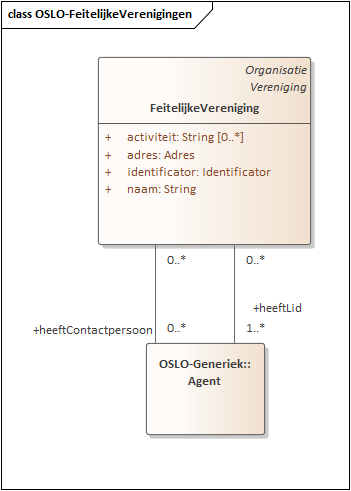 class OSLO-FeitelijkeVerenigingen
Organisatie
Vereniging
FeitelijkeVereniging
+ activiteit: String [0..*]
+ adres: Adres
+ identificator: Identificator
+ naam: String
0..* 0..*
+heeftLid
+heeftContactpersoon 0..* 1..*
OSLO-Generiek::
Agent